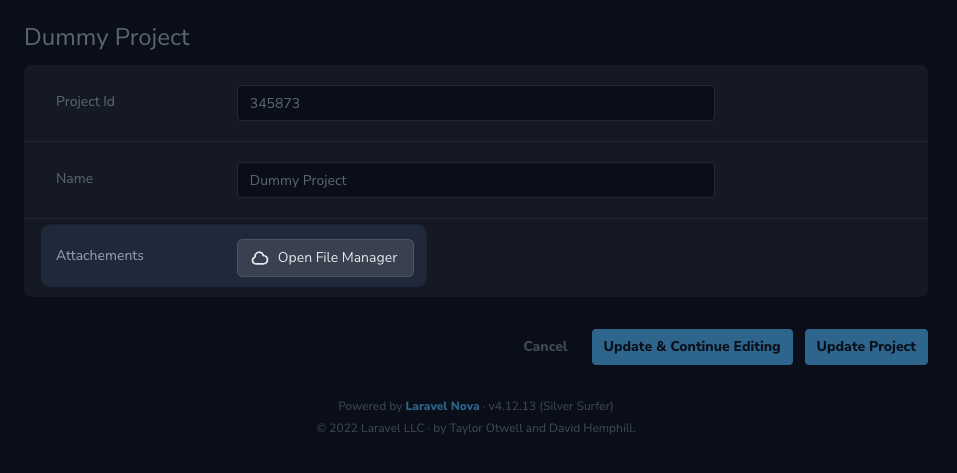 Dummy Project
Project Id
345873
Name
Dummy Project
Attachements
Open File Manager
Cancel
Update & Continue Editing
Update Project
Powered by Laravel Nova · v4.12.13 (Silver Surfer)
© 2022 Laravel LLC · by Taylor Otwell and David Hemphill.